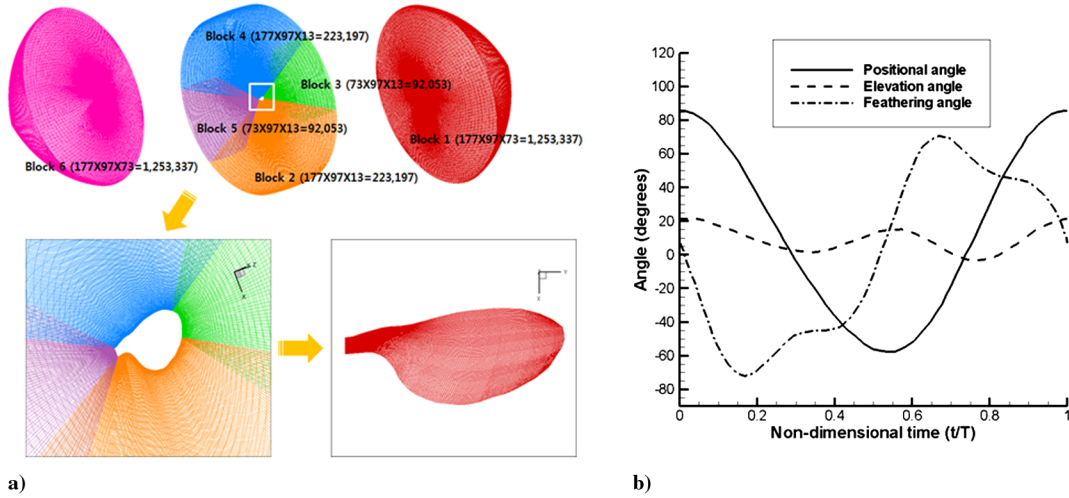 Block 4 (177X97X13=223,197)
Block 3 (73X97X13=92,053)
Block 5 (73X97X13=92,053)
Block 1 (177X97X73=1,253,337)
Block 6 (177X97X73=1,253,337)
Block 2 (177X97X13=223,197)
X Z
X
Y
X
a)
Positional angle
Elevation angle
Feathering angle
Angle (degrees)
120
100
80
60
40
20
0
-20
-40
-60
-80
0 0.2 0.4 0.6 0.8 1
Non-dimensional time (t/T)
b)